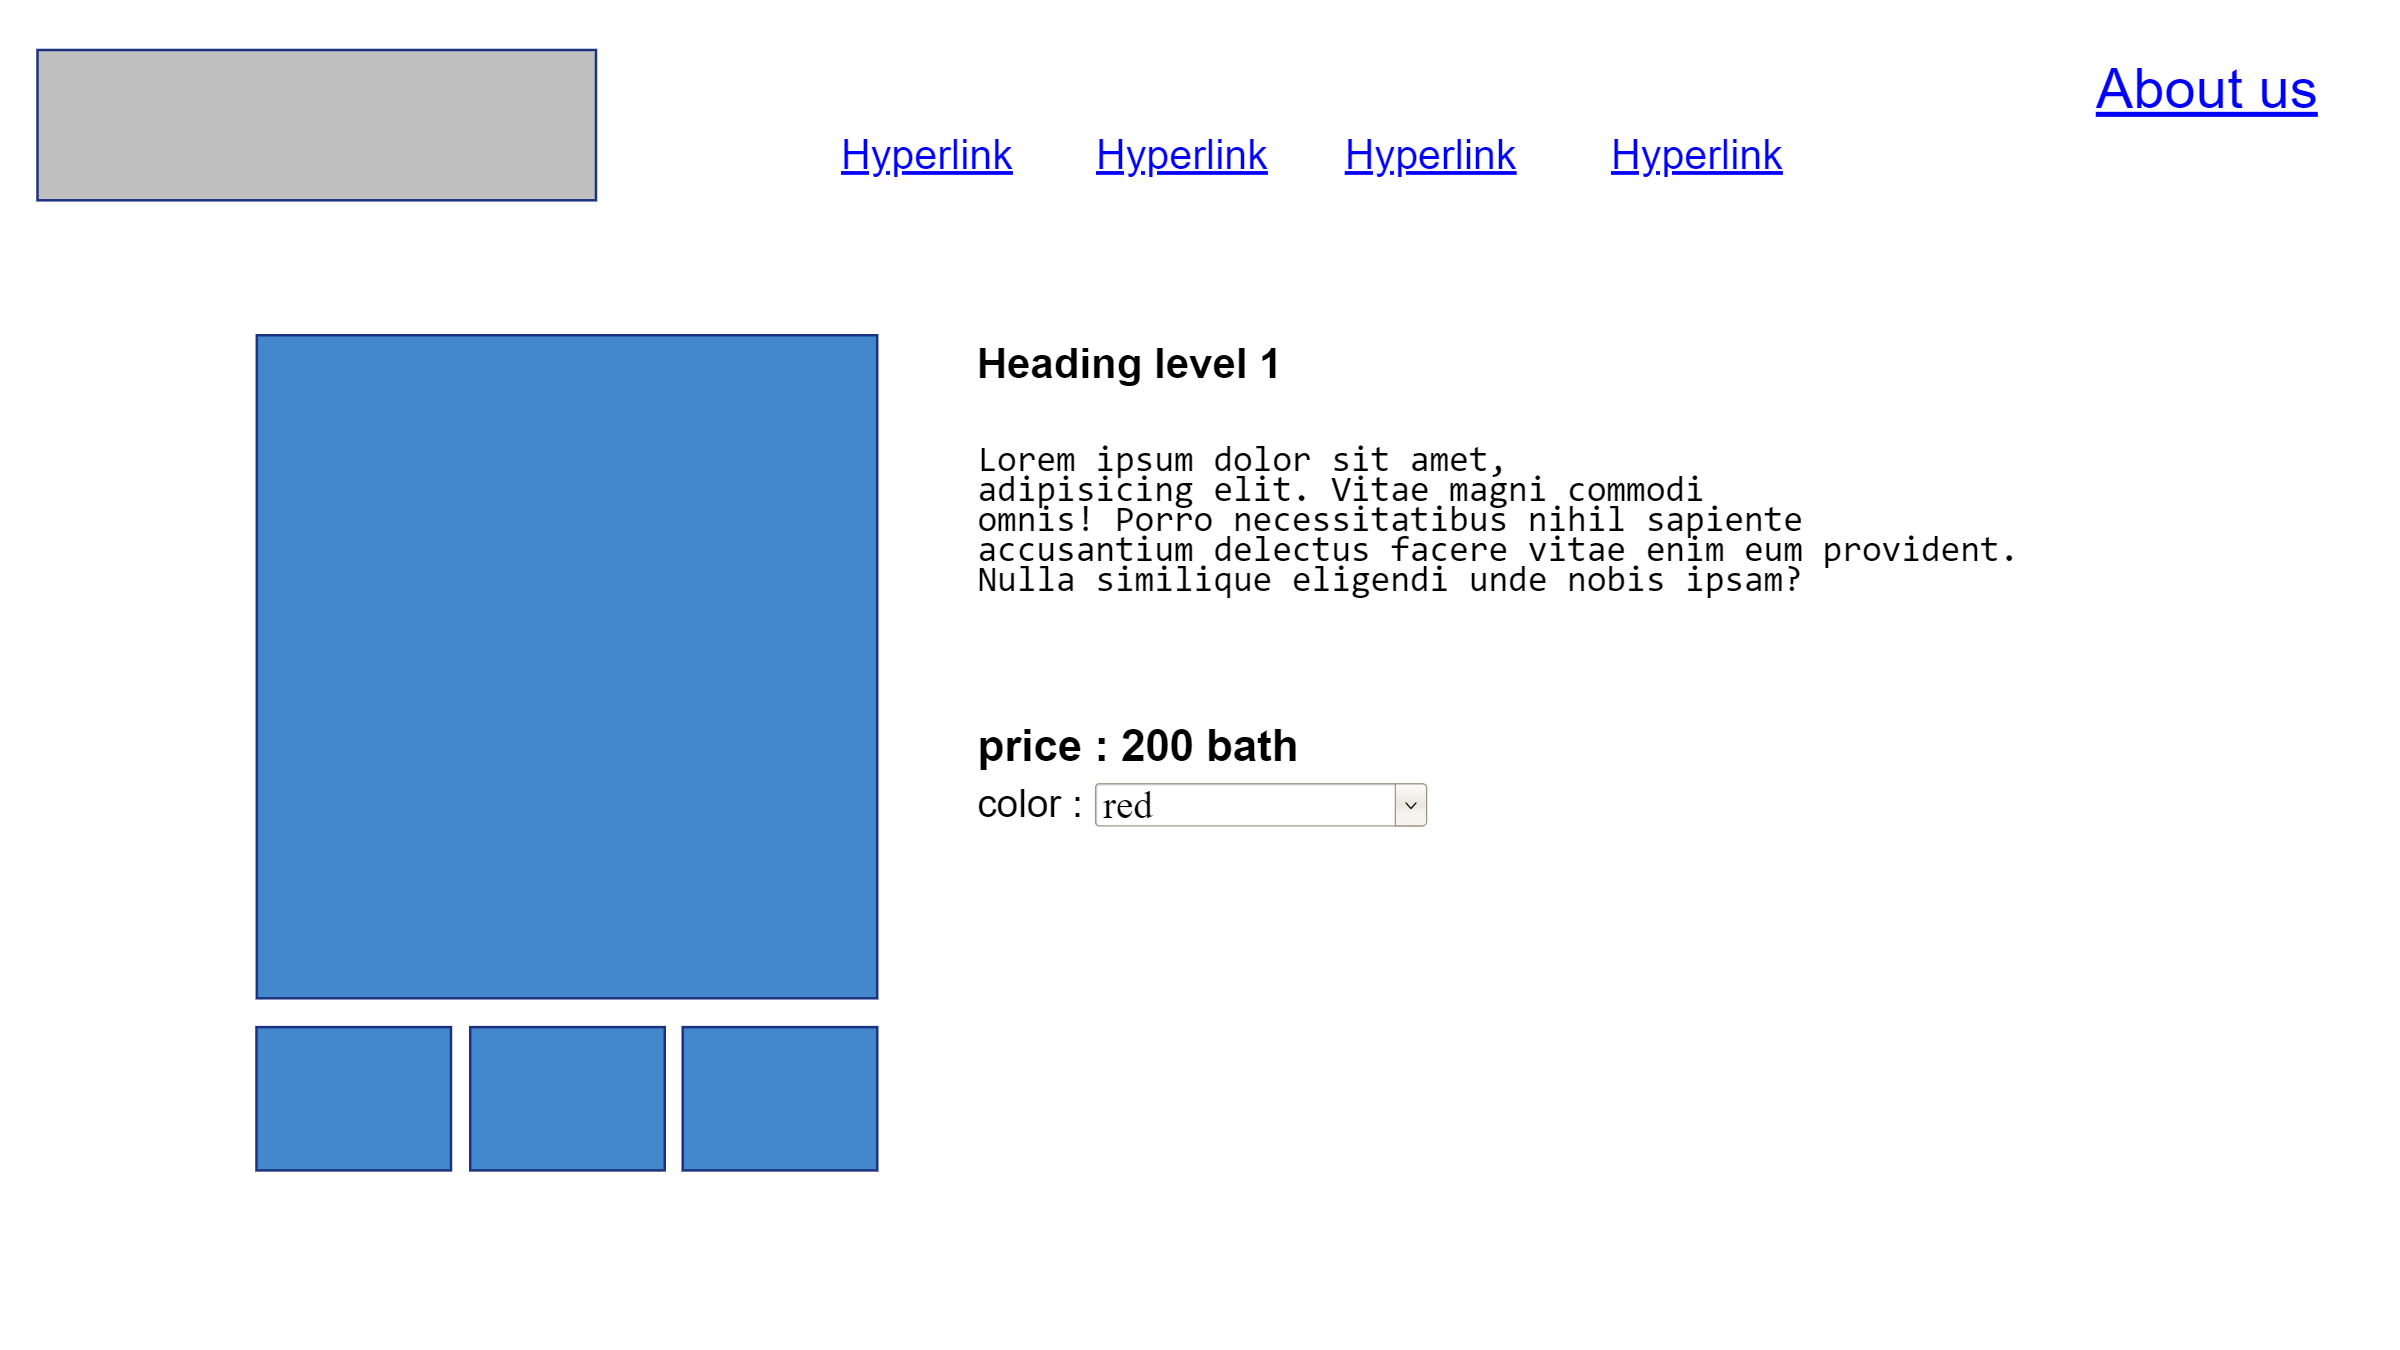 About us
Hyperlink Hyperlink Hyperlink Hyperlink
Heading level 1
Lorem ipsum dolor sit amet,
adipisicing elit. Vitae magni commodi
omnis! Porro necessitatibus nihil sapiente
accusantium delectus facere vitae enim eum provident.
Nulla similique eligendi unde nobis ipsam?
price : 200 bath
color : red